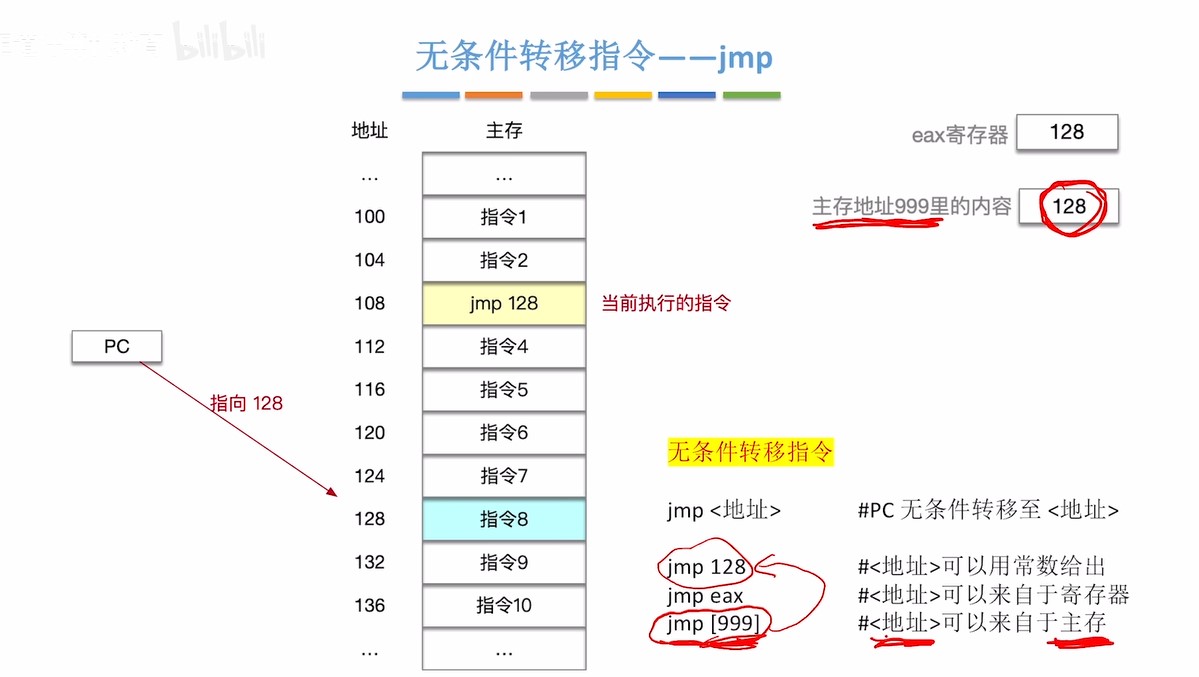 bilibili
无条件转移指令——jmp
地址 主存
... ...
100 指令1
104 指令2
108 jmp 128 当前执行的指令
112 指令4
116 指令5
120 指令6
124 指令7
128 指令8
132 指令9
136 指令10
... ...
PC
指向 128
eax寄存器 128
主存地址999里的内容 128
无条件转移指令
jmp <地址> #PC 无条件转移至 <地址>
jmp 128 #<地址>可以用常数给出
jmp eax #<地址>可以来自于寄存器
jmp [999] #<地址>可以来自于主存